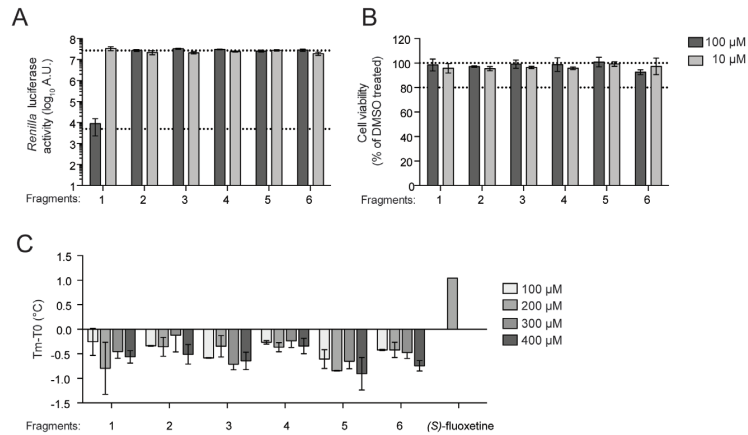 A
Renilla luciferase
activity (log10 A.U.)
8
7
6
5
4
3
2
1
Fragments: 1 2 3 4 5 6
B
Cell viability
(% of DMSO treated)
120
100
80
60
40
20
0
Fragments: 1 2 3 4 5 6
100 µM
10 µM
C
Tm-T0 (°C)
1.5
1.0
0.5
0.0
-0.5
-1.0
-1.5
Fragments: 1 2 3 4 5 6 (S)-fluoxetine
100 µM
200 µM
300 µM
400 µM